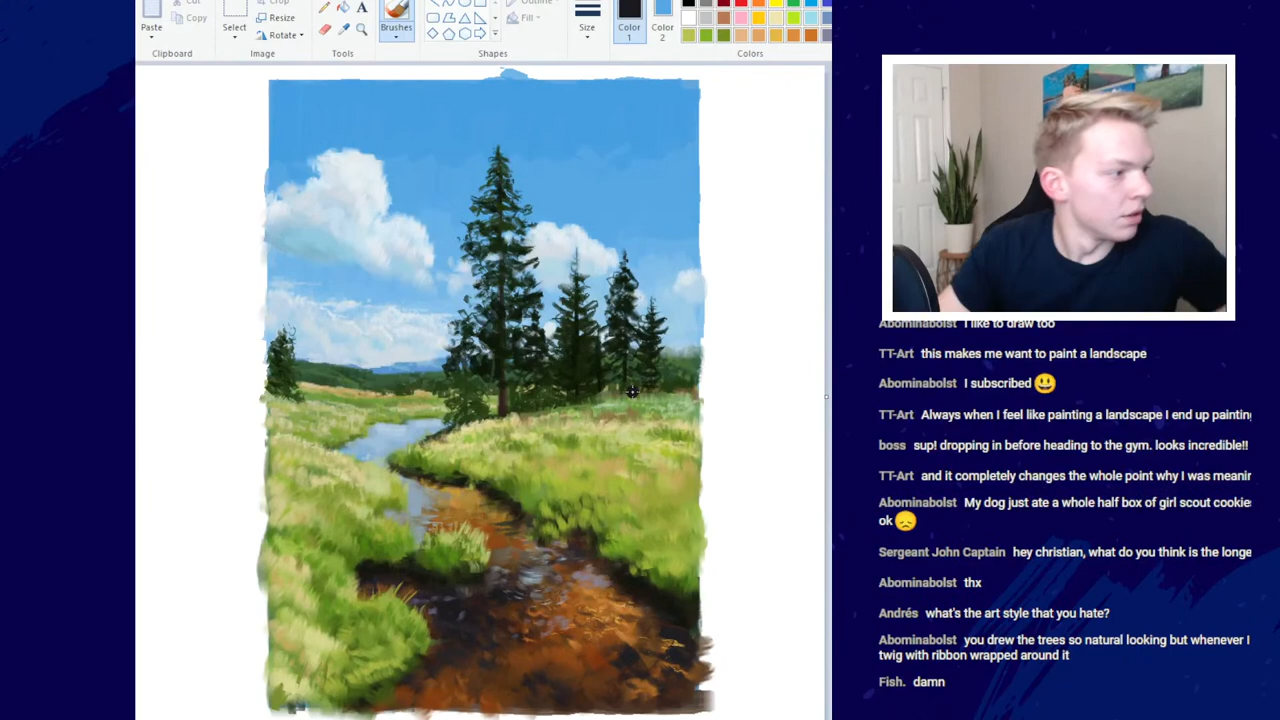 Cut
Crop
Outline
Paste
Copy
Select
Resize
Rotate
Brushes
Fill
Size
Color
1
Color
2
Clipboard
Image
Tools
Shapes
Colors
Abominabolst I like to draw too
TT-Art this makes me want to paint a landscape
Abominabolst I subscribed 😃
TT-Art Always when I feel like painting a landscape I end up painting
boss sup! dropping in before heading to the gym. looks incredible!!
TT-Art and it completely changes the whole point why I was meanin
Abominabolst My dog just ate a whole half box of girl scout cookie
ok 😞
Sergeant John Captain hey christian, what do you think is the longe
Abominabolst thx
Andrés what's the art style that you hate?
Abominabolst you drew the trees so natural looking but whenever I
twig with ribbon wrapped around it
Fish. damn